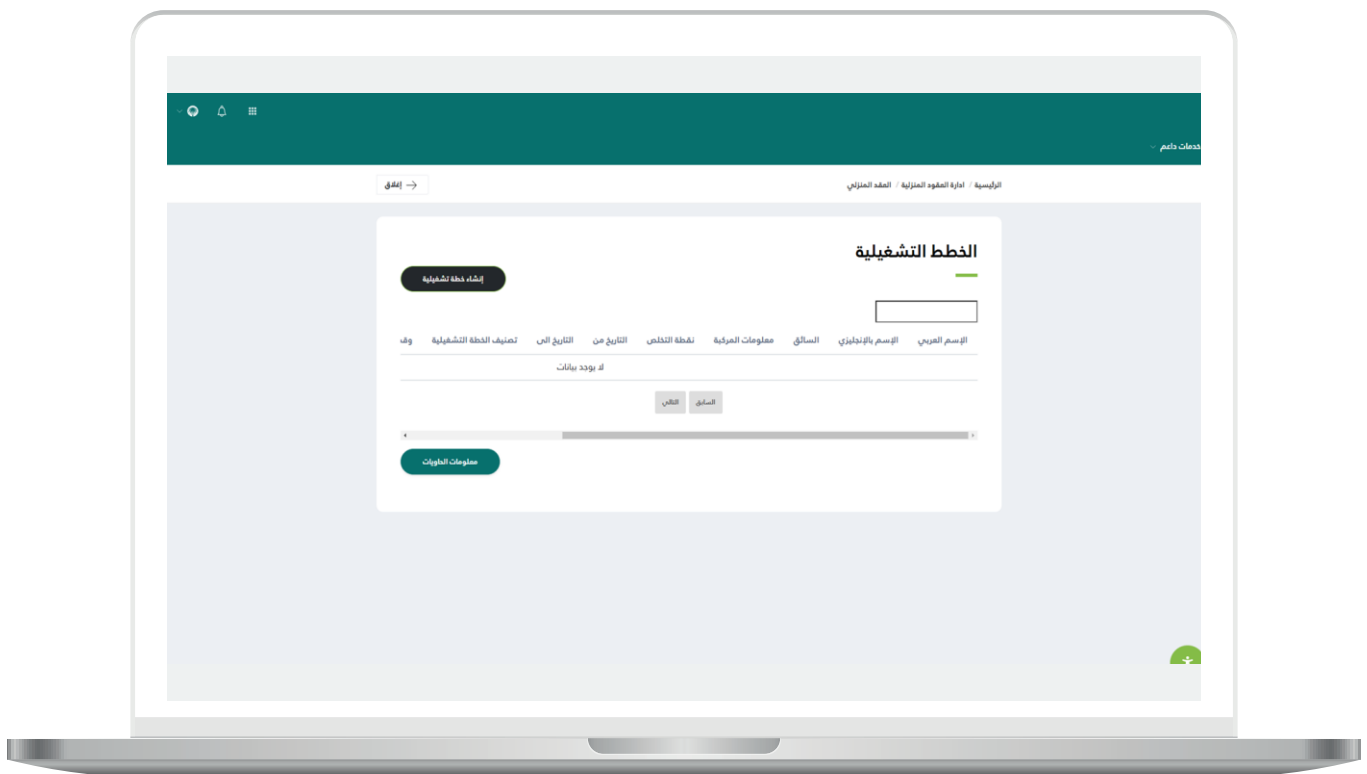 خدمات داعم
الرئيسية / ادارة العقود المنزلية / العقد المنزلي
إغلاق
الخطط التشغيلية
إنشاء خطة تشغيلية
الإسم العربي الإسم بالإنجليزي السائق معلومات المركبة نقطة التخلص التاريخ من التاريخ الى تصنيف الخطة التشغيلية
لا يوجد بيانات
السابق التالي
معلومات الحاويات